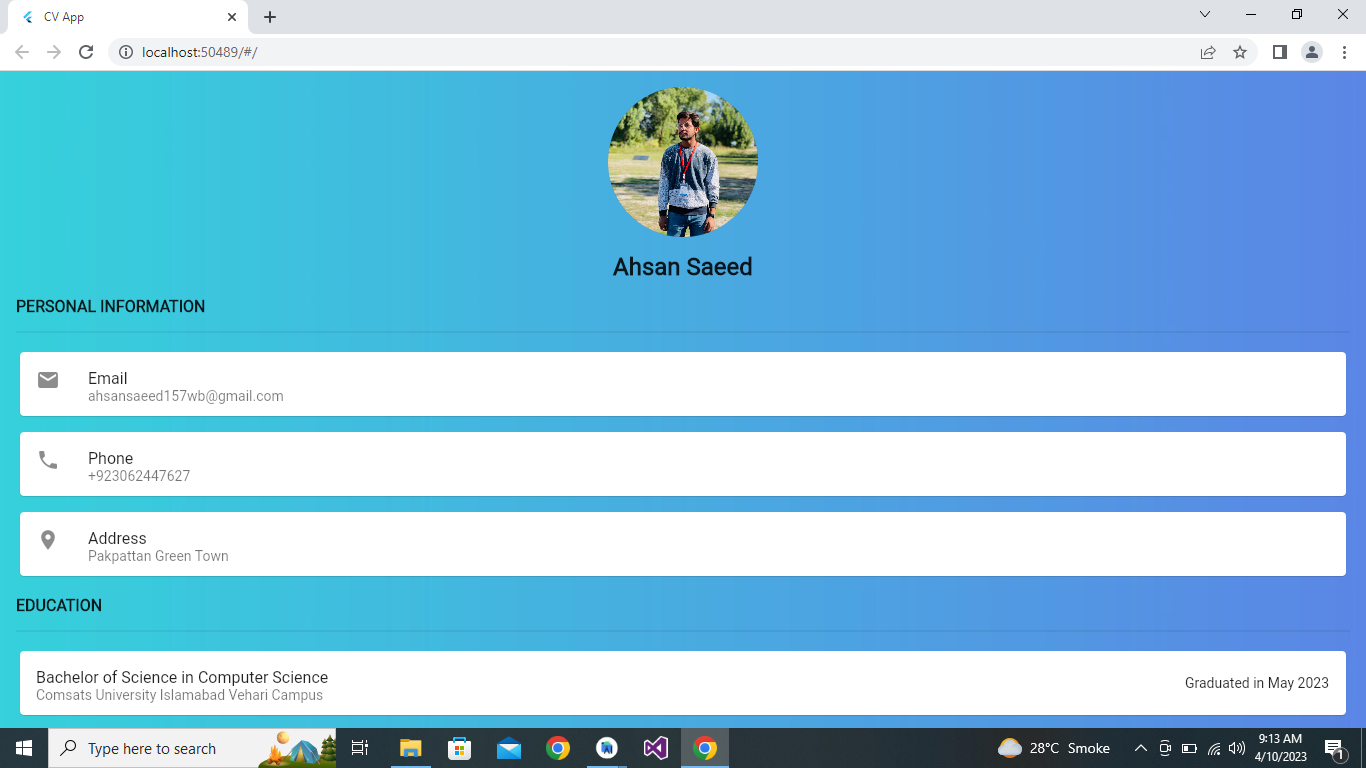 CV App
localhost:50489/#/
Ahsan Saeed
PERSONAL INFORMATION
Email
ahsansaeed157wb@gmail.com
Phone
+923062447627
Address
Pakpattan Green Town
EDUCATION
Bachelor of Science in Computer Science
Comsats University Islamabad Vehari Campus
Graduated in May 2023
Type here to search
28°C Smoke
9:13 AM
4/10/2023
1